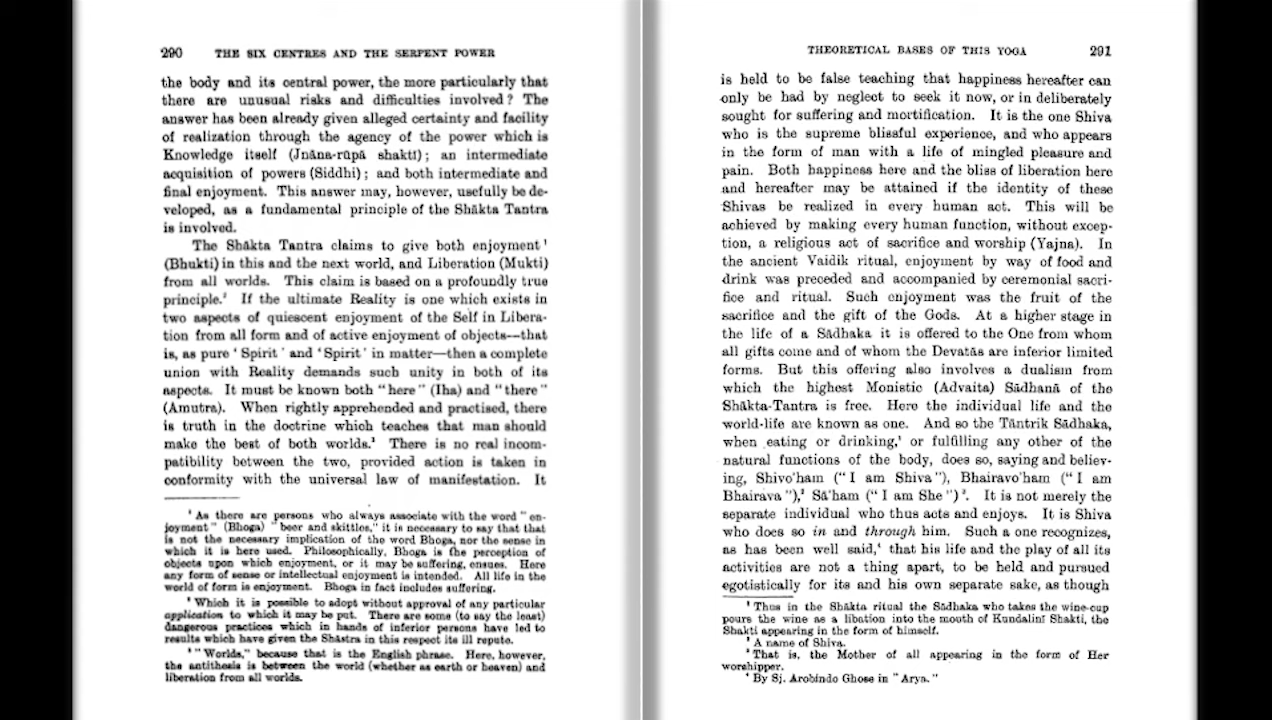 290 THE SIX CENTRES AND THE SERPENT POWER
the body and its central power, the more particularly that
there are unusual risks and difficulties involved? The
answer has been already given alleged certainty and facility
of realization through the agency of the power which is
Knowledge itself (Jnāna-rūpā shakti); an intermediate
acquisition of powers (Siddhi); and both intermediate and
final enjoyment. This answer may, however, usefully be de-
veloped, as a fundamental principle of the Shākta Tantra
is involved.
The Shākta Tantra claims to give both enjoyment¹
(Bhukti) in this and the next world, and Liberation (Mukti)
from all worlds. This claim is based on a profoundly true
principle.² If the ultimate Reality is one which exists in
two aspects of quiescent enjoyment of the Self in Libera-
tion from all form and of active enjoyment of objects—that
is, as pure 'Spirit' and 'Spirit' in matter—then a complete
union with Reality demands such unity in both of its
aspects. It must be known both "here" (Iha) and "there"
(Amutra). When rightly apprehended and practised, there
is truth in the doctrine which teaches that man should
make the best of both worlds.³ There is no real incom-
patibility between the two, provided action is taken in
conformity with the universal law of manifestation. It
¹ As there are persons who always associate with the word "en-
joyment" (Bhoga) "beer and skittles," it is necessary to say that that
is not the necessary implication of the word Bhoga, nor the sense in
which it is here used. Philosophically, Bhoga is the perception of
objects upon which enjoyment, or it may be suffering, ensues. Here
any form of sense or intellectual enjoyment is intended. All life in the
world of form is enjoyment. Bhoga in fact includes suffering.
² Which it is possible to adopt without approval of any particular
application to which it may be put. There are some (to say the least)
dangerous practices which in hands of inferior persons have led to
results which have given the Shāstra in this respect its ill repute.
³ "Worlds," because that is the English phrase. Here, however,
the antithesis is between the world (whether as earth or heaven) and
liberation from all worlds.
THEORETICAL BASES OF THIS YOGA 291
is held to be false teaching that happiness hereafter can
only be had by neglect to seek it now, or in deliberately
sought for suffering and mortification. It is the one Shiva
who is the supreme blissful experience, and who appears
in the form of man with a life of mingled pleasure and
pain. Both happiness here and the bliss of liberation here
and hereafter may be attained if the identity of these
Shivas be realized in every human act. This will be
achieved by making every human function, without excep-
tion, a religious act of sacrifice and worship (Yajna). In
the ancient Vaidik ritual, enjoyment by way of food and
drink was preceded and accompanied by ceremonial sacri-
fice and ritual. Such enjoyment was the fruit of the
sacrifice and the gift of the Gods. At a higher stage in
the life of a Sādhaka it is offered to the One from whom
all gifts come and of whom the Devatās are inferior limited
forms. But this offering also involves a dualism from
which the highest Monistic (Advaita) Sādhanā of the
Shākta-Tantra is free. Here the individual life and the
world-life are known as one. And so the Tāntrik Sādhaka,
when eating or drinking,¹ or fulfilling any other of the
natural functions of the body, does so, saying and believ-
ing, Shivo'ham ("I am Shiva"), Bhairavo'ham ("I am
Bhairava"),² Sā'ham ("I am She")³. It is not merely the
separate individual who thus acts and enjoys. It is Shiva
who does so in and through him. Such a one recognizes,
as has been well said,⁴ that his life and the play of all its
activities are not a thing apart, to be held and pursued
egotistically for its and his own separate sake, as though
¹ Thus in the Shākta ritual the Sādhaka who takes the wine-cup
pours the wine as a libation into the mouth of Kundalinī Shakti, the
Shakti appearing in the form of himself.
² A name of Shiva.
³ That is, the Mother of all appearing in the form of Her
worshipper.
⁴ By Sj. Arobindo Ghose in "Arya."